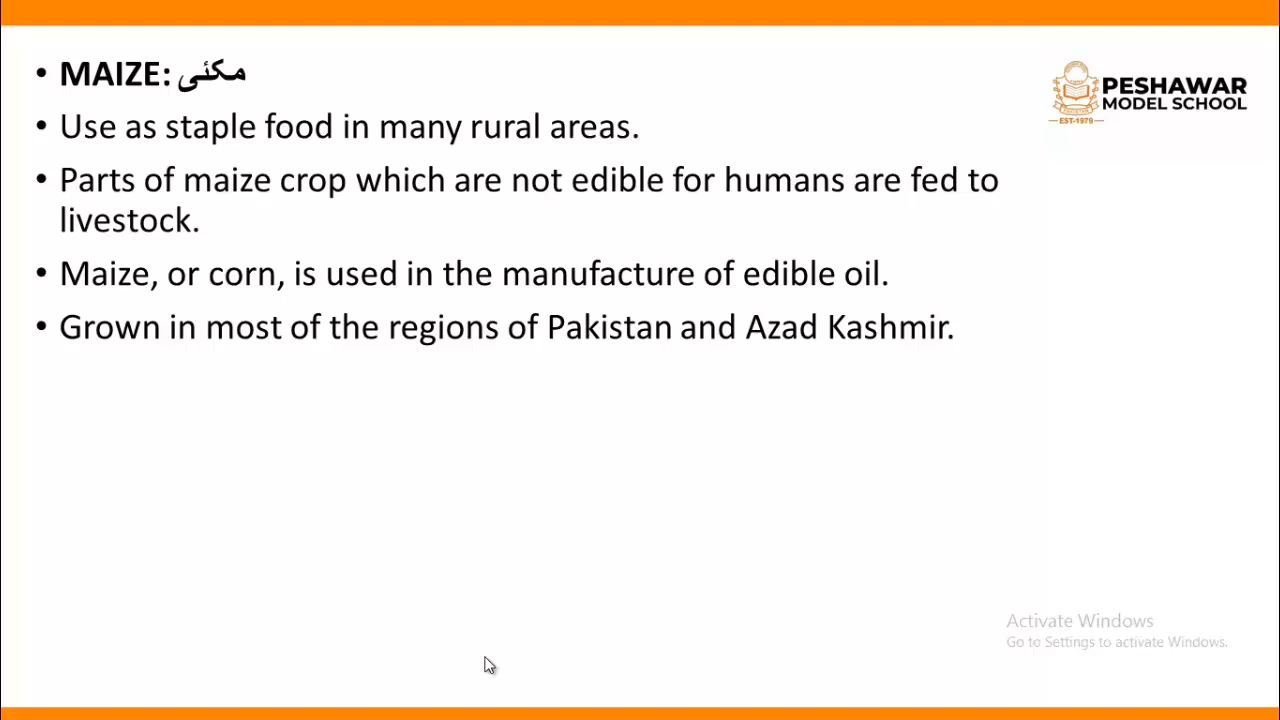 • MAIZE: مکئی
• Use as staple food in many rural areas.
• Parts of maize crop which are not edible for humans are fed to
livestock.
• Maize, or corn, is used in the manufacture of edible oil.
• Grown in most of the regions of Pakistan and Azad Kashmir.
PESHAWAR
MODEL SCHOOL
EST-1979
Activate Windows
Go to Settings to activate Windows.